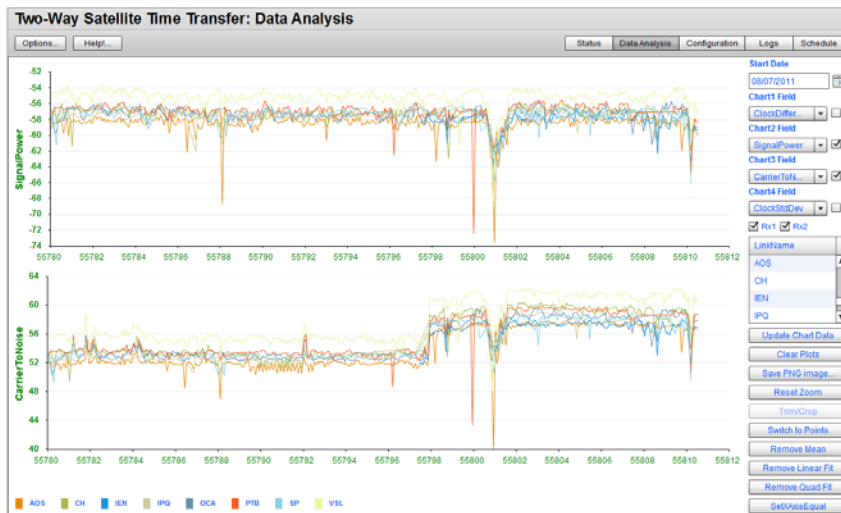 Two-Way Satellite Time Transfer: Data Analysis
Options... Help!... Status Data Analysis Configuration Logs Schedule
Start Date
08/07/2011
Chart1 Field
ClockDiffer...
Chart2 Field
SignalPower
Chart3 Field
CarrierToN...
Chart4 Field
ClockStdDev
Rx1 Rx2
LinkName
AOS
CH
IEN
IPQ
Update Chart Data
Clear Plots
Save PNG image...
Reset Zoom
Trim/Crop
Switch to Points
Remove Mean
Remove Linear Fit
Remove Quad Fit
SetXAxisEqual
SignalPower
-52
-54
-56
-58
-60
-62
-64
-66
-68
-70
-72
-74
55780 55782 55784 55786 55788 55790 55792 55794 55796 55798 55800 55802 55804 55806 55808 55810 55812
CarrierToNoise
64
60
56
52
48
44
40
55780 55782 55784 55786 55788 55790 55792 55794 55796 55798 55800 55802 55804 55806 55808 55810 55812
AOS CH IEN IPQ OCA PTB SP VSL